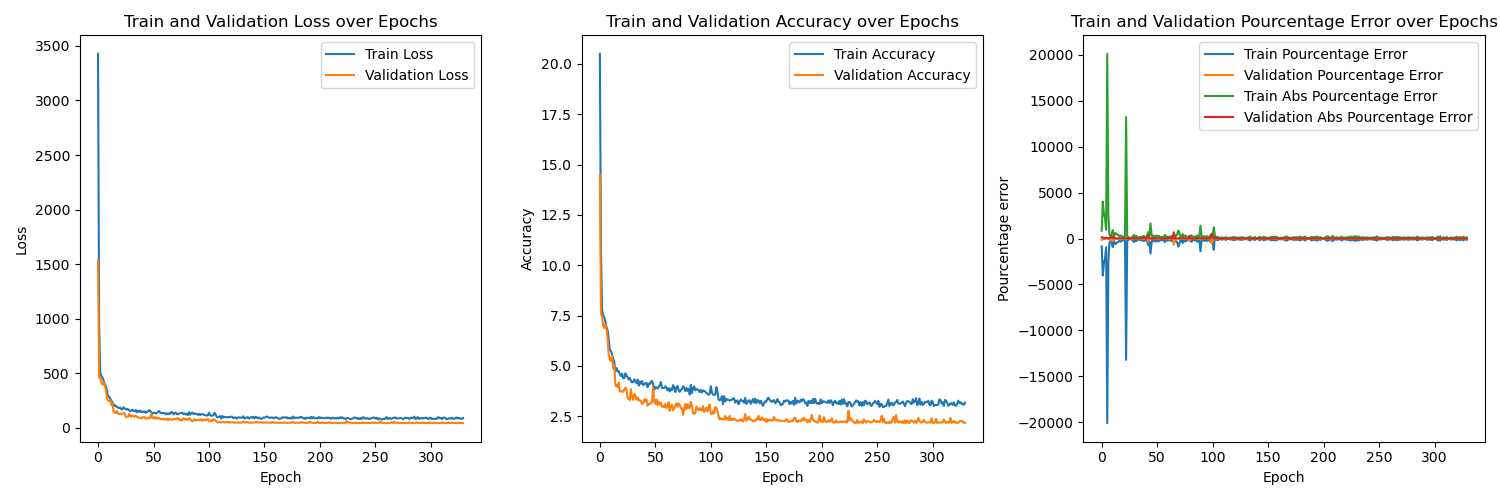 Train and Validation Loss over Epochs
Loss
3500
3000
2500
2000
1500
1000
500
0
Train Loss
Validation Loss
0 50 100 150 200 250 300
Epoch
Train and Validation Accuracy over Epochs
Accuracy
20.0
17.5
15.0
12.5
10.0
7.5
5.0
2.5
Train Accuracy
Validation Accuracy
0 50 100 150 200 250 300
Epoch
Train and Validation Pourcentage Error over Epochs
Pourcentage error
20000
15000
10000
5000
0
−5000
−10000
−15000
−20000
Train Pourcentage Error
Validation Pourcentage Error
Train Abs Pourcentage Error
Validation Abs Pourcentage Error
0 50 100 150 200 250 300
Epoch